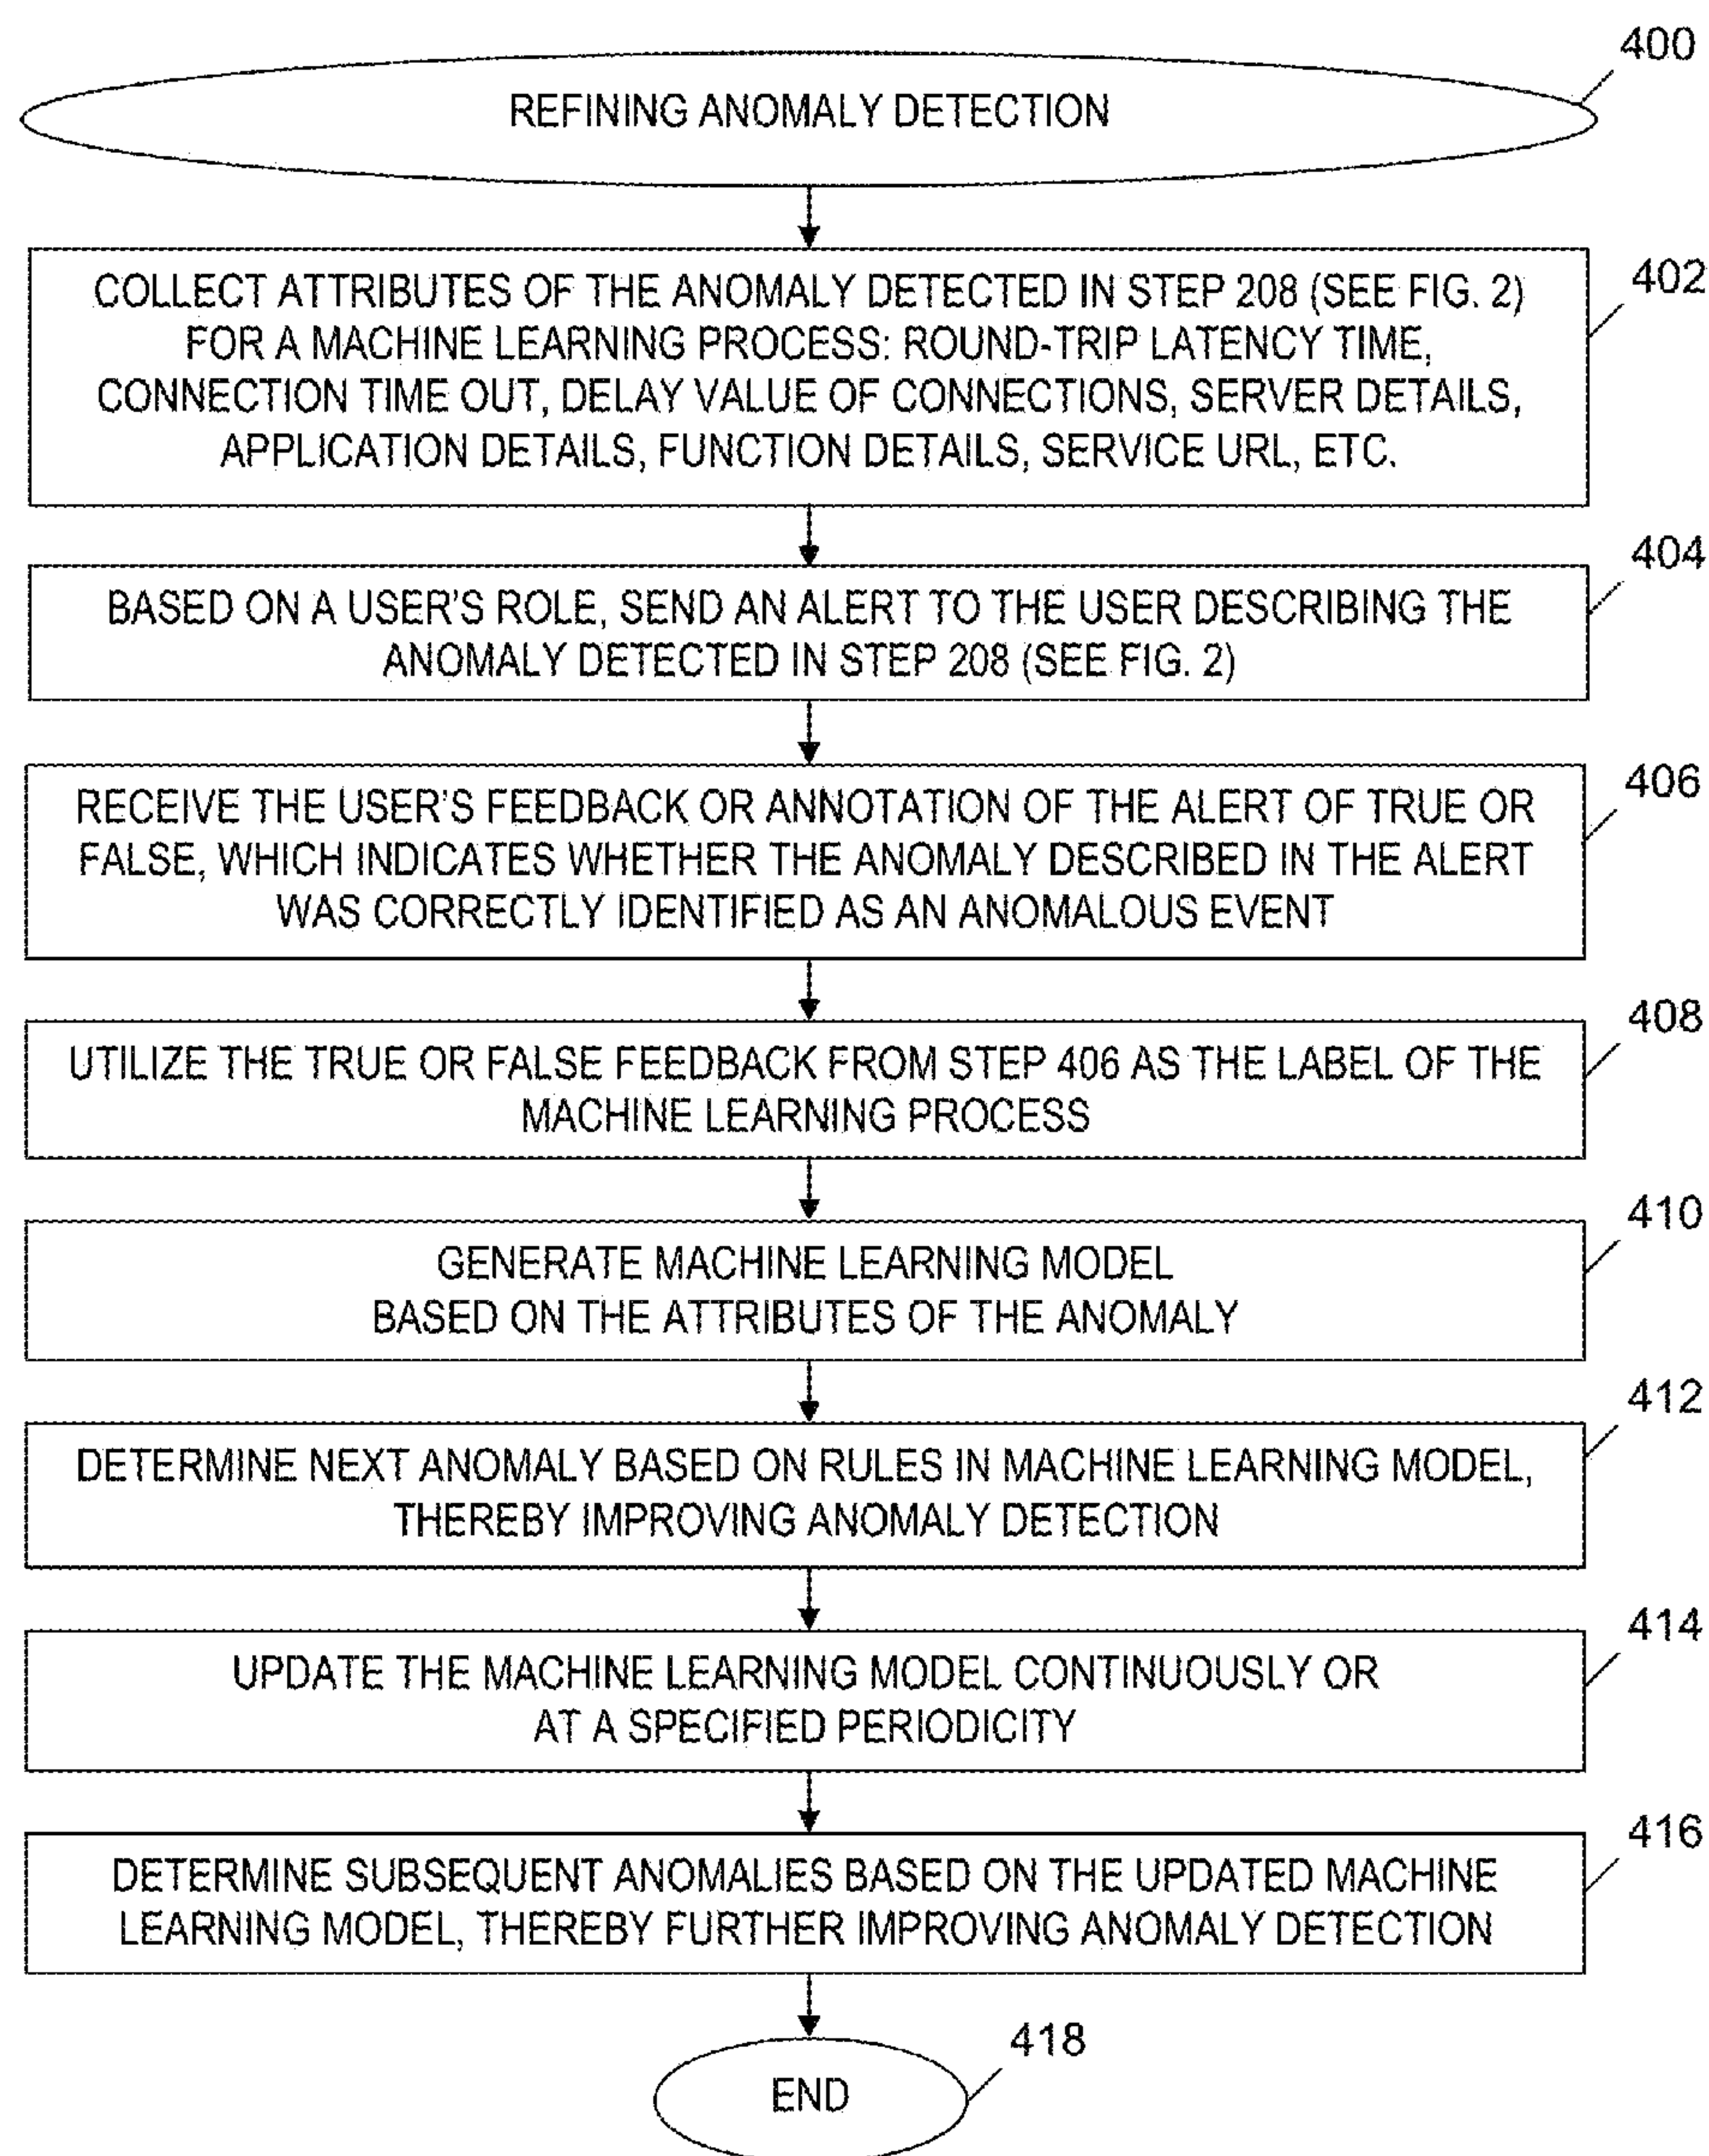 400
REFINING ANOMALY DETECTION
402
COLLECT ATTRIBUTES OF THE ANOMALY DETECTED IN STEP 208 (SEE FIG. 2)
FOR A MACHINE LEARNING PROCESS: ROUND-TRIP LATENCY TIME,
CONNECTION TIME OUT, DELAY VALUE OF CONNECTIONS, SERVER DETAILS,
APPLICATION DETAILS, FUNCTION DETAILS, SERVICE URL, ETC.
404
BASED ON A USER'S ROLE, SEND AN ALERT TO THE USER DESCRIBING THE
ANOMALY DETECTED IN STEP 208 (SEE FIG. 2)
406
RECEIVE THE USER'S FEEDBACK OR ANNOTATION OF THE ALERT OF TRUE OR
FALSE, WHICH INDICATES WHETHER THE ANOMALY DESCRIBED IN THE ALERT
WAS CORRECTLY IDENTIFIED AS AN ANOMALOUS EVENT
408
UTILIZE THE TRUE OR FALSE FEEDBACK FROM STEP 406 AS THE LABEL OF THE
MACHINE LEARNING PROCESS
410
GENERATE MACHINE LEARNING MODEL
BASED ON THE ATTRIBUTES OF THE ANOMALY
412
DETERMINE NEXT ANOMALY BASED ON RULES IN MACHINE LEARNING MODEL,
THEREBY IMPROVING ANOMALY DETECTION
414
UPDATE THE MACHINE LEARNING MODEL CONTINUOUSLY OR
AT A SPECIFIED PERIODICITY
416
DETERMINE SUBSEQUENT ANOMALIES BASED ON THE UPDATED MACHINE
LEARNING MODEL, THEREBY FURTHER IMPROVING ANOMALY DETECTION
418
END